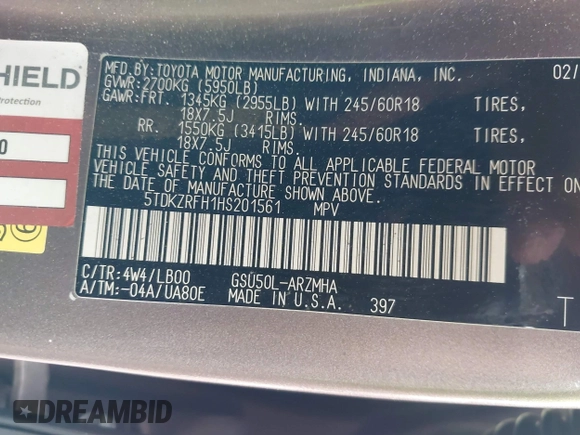 HIELD
Protection
0
MFD.BY:TOYOTA MOTOR MANUFACTURING, INDIANA, INC. 02/
GVWR:2700KG (5950LB)
GAWR:FRT. 1345KG (2955LB) WITH 245/60R18 TIRES,
18X7.5J RIMS.
RR. 1550KG (3415LB) WITH 245/60R18 TIRES,
18X7.5J RIMS.
THIS VEHICLE CONFORMS TO ALL APPLICABLE FEDERAL MOTOR
VEHICLE SAFETY AND THEFT PREVENTION STANDARDS IN EFFECT ON
THE DATE OF MANUFACTURE SHOWN ABOVE.
5TDKZRFH1HS201561 MPV
C/TR:4W4/LB00 GSU50L-ARZMHA
A/TM:-04A/UA80E MADE IN U.S.A. 397
T
DREAMBID